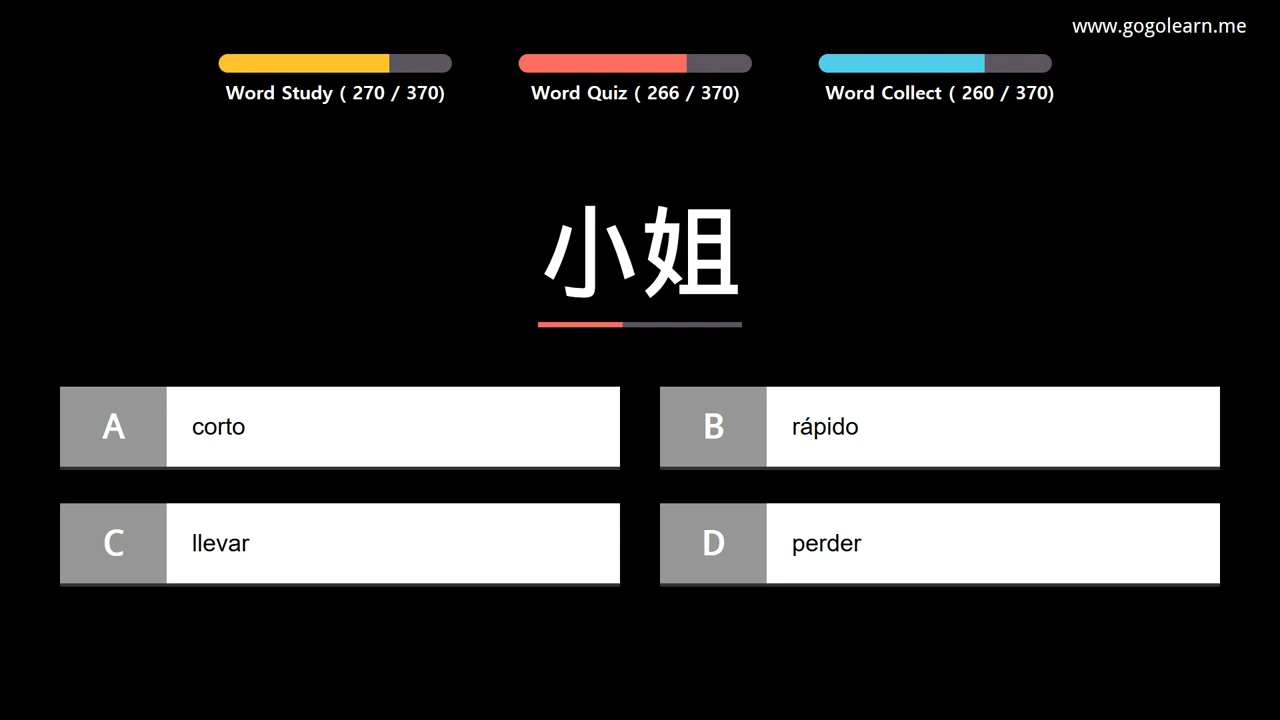 www.gogolearn.me
Word Study ( 270 / 370)
Word Quiz ( 266 / 370)
Word Collect ( 260 / 370)
小姐
A corto
B rápido
C llevar
D perder